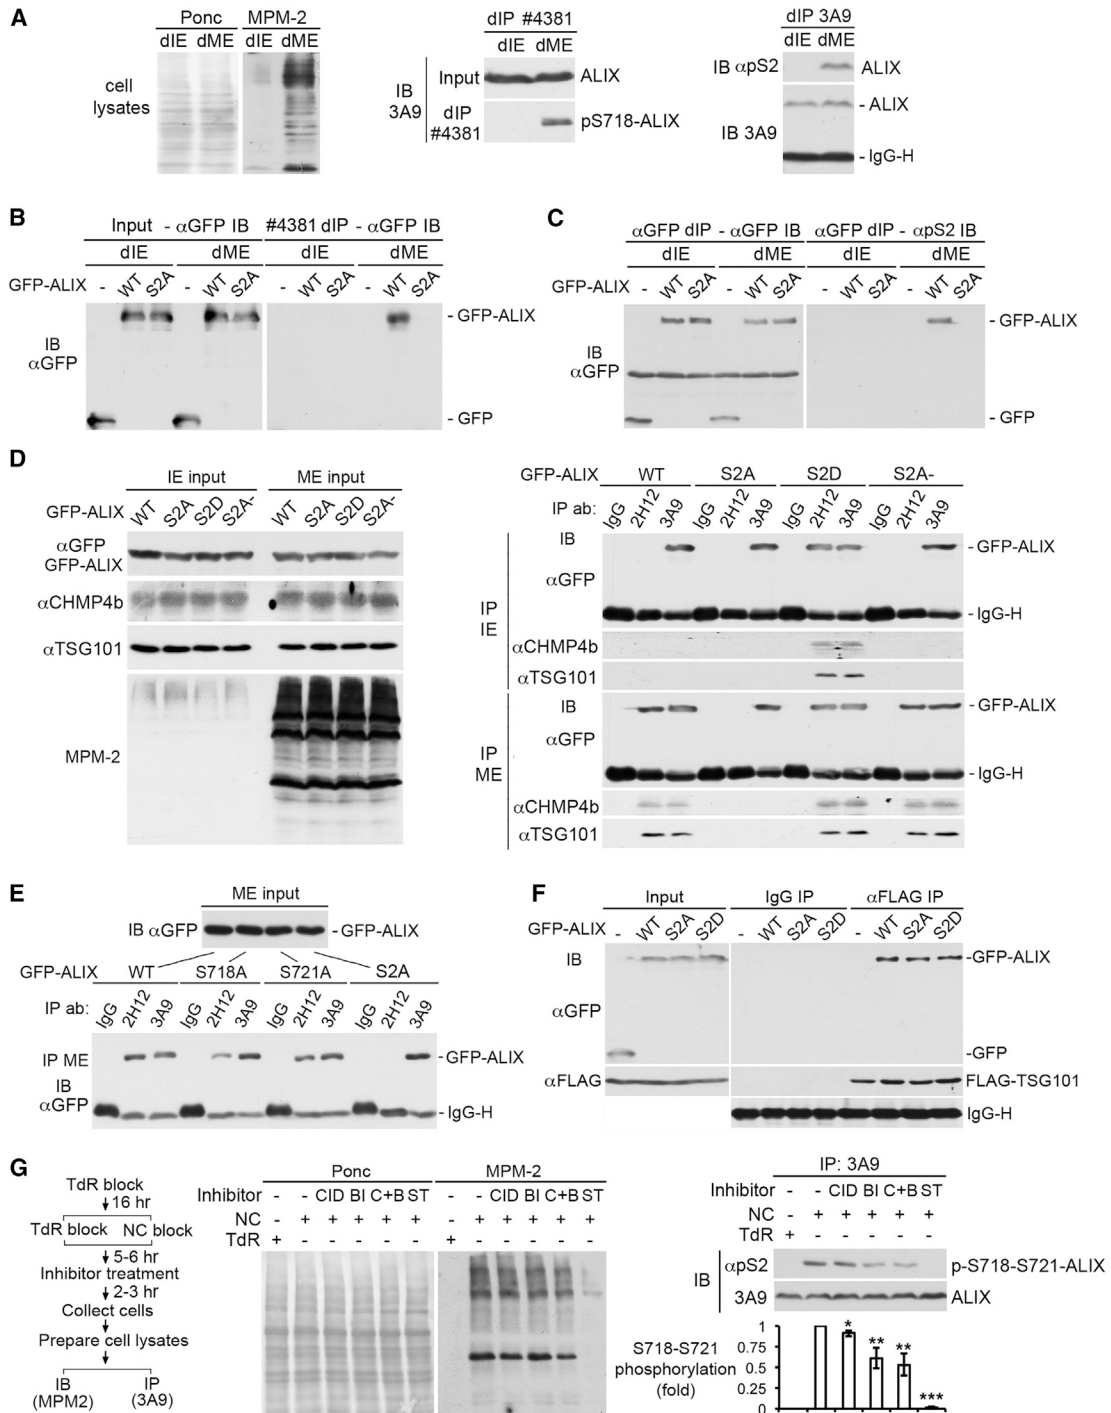 A
Ponc MPM-2
dIE dME dIE dME
cell
lysates
dIP #4381
dIE dME
IB
3A9
Input
ALIX
dIP
#4381
pS718-ALIX
dIP 3A9
dIE dME
IB αpS2
ALIX
- ALIX
IB 3A9
- IgG-H
B
Input - αGFP IB #4381 dIP - αGFP IB
dIE dME dIE dME
GFP-ALIX - WT S2A - WT S2A - WT S2A - WT S2A
IB
αGFP
- GFP-ALIX
- GFP
C
αGFP dIP - αGFP IB αGFP dIP - αpS2 IB
dIE dME dIE dME
GFP-ALIX - WT S2A - WT S2A - WT S2A - WT S2A
IB
αGFP
- GFP-ALIX
- GFP
D
IE input ME input
GFP-ALIX WT S2A S2D S2A- WT S2A S2D S2A-
αGFP
GFP-ALIX
αCHMP4b
αTSG101
MPM-2
GFP-ALIX WT S2A S2D S2A-
IP ab: IgG 2H12 3A9 IgG 2H12 3A9 IgG 2H12 3A9 IgG 2H12 3A9
IP
IE
IB
αGFP
- GFP-ALIX
- IgG-H
αCHMP4b
αTSG101
IP
ME
IB
αGFP
- GFP-ALIX
- IgG-H
αCHMP4b
αTSG101
E
ME input
IB αGFP - GFP-ALIX
GFP-ALIX WT S718A S721A S2A
IP ab: IgG 2H12 3A9 IgG 2H12 3A9 IgG 2H12 3A9 IgG 2H12 3A9
IP ME
IB
αGFP
- GFP-ALIX
- IgG-H
F
Input IgG IP αFLAG IP
GFP-ALIX - WT S2A S2D - WT S2A S2D - WT S2A S2D
IB
αGFP
-GFP-ALIX
-GFP
αFLAG FLAG-TSG101
IgG-H
G
TdR block
16 hr
TdR block NC block
5-6 hr
Inhibitor treatment
2-3 hr
Collect cells
Prepare cell lysates
IB IP
(MPM2) (3A9)
Ponc MPM-2
Inhibitor - - CID BI C+B ST - - CID BI C+B ST
NC - + + + + + - + + + + +
TdR + - - - - - + - - - - -
IP: 3A9
Inhibitor - - CID BI C+B ST
NC - + + + + +
TdR + - - - - -
IB
αpS2 p-S718-S721-ALIX
3A9 ALIX
S718-S721
phosphorylation
(fold)
1
0.75
0.5
0.25
0
* ** ** ***